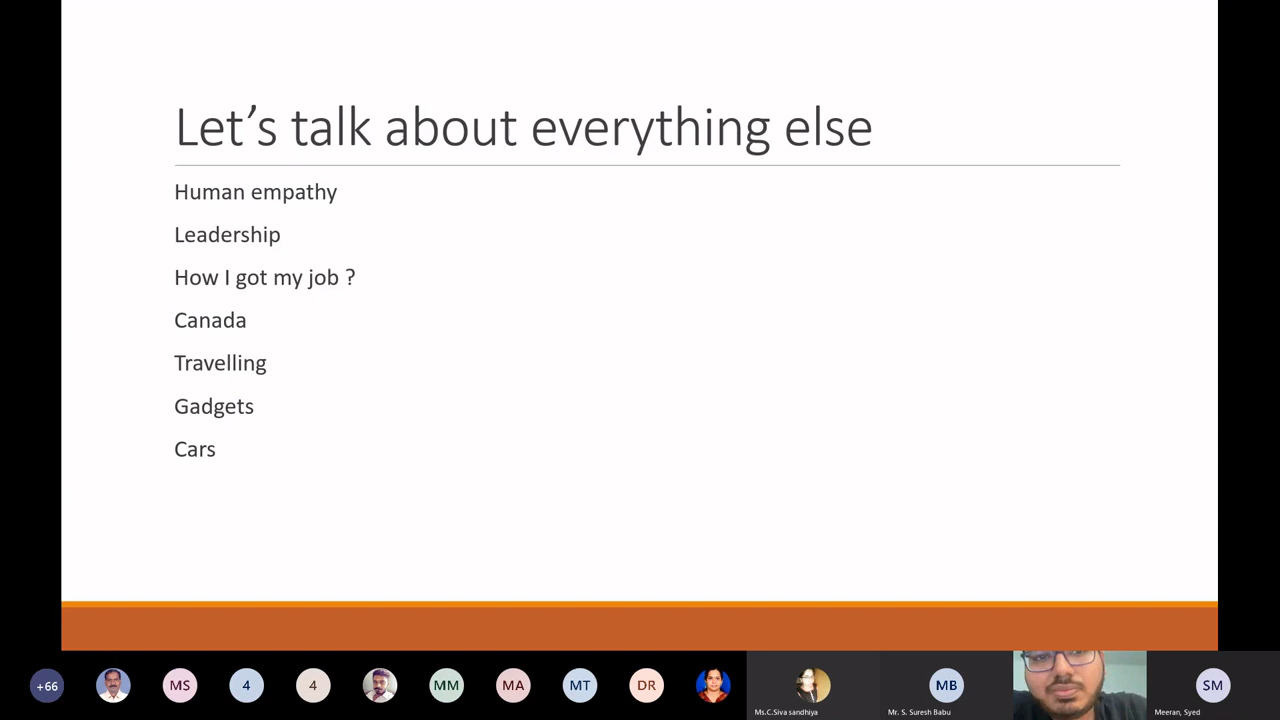 Let's talk about everything else
Human empathy
Leadership
How I got my job ?
Canada
Travelling
Gadgets
Cars
+66
MS
4
4
MM
MA
MT
DR
MB
SM
Ms.C.Siva sandhiya
Mr. S. Suresh Babu
Meeran, Syed